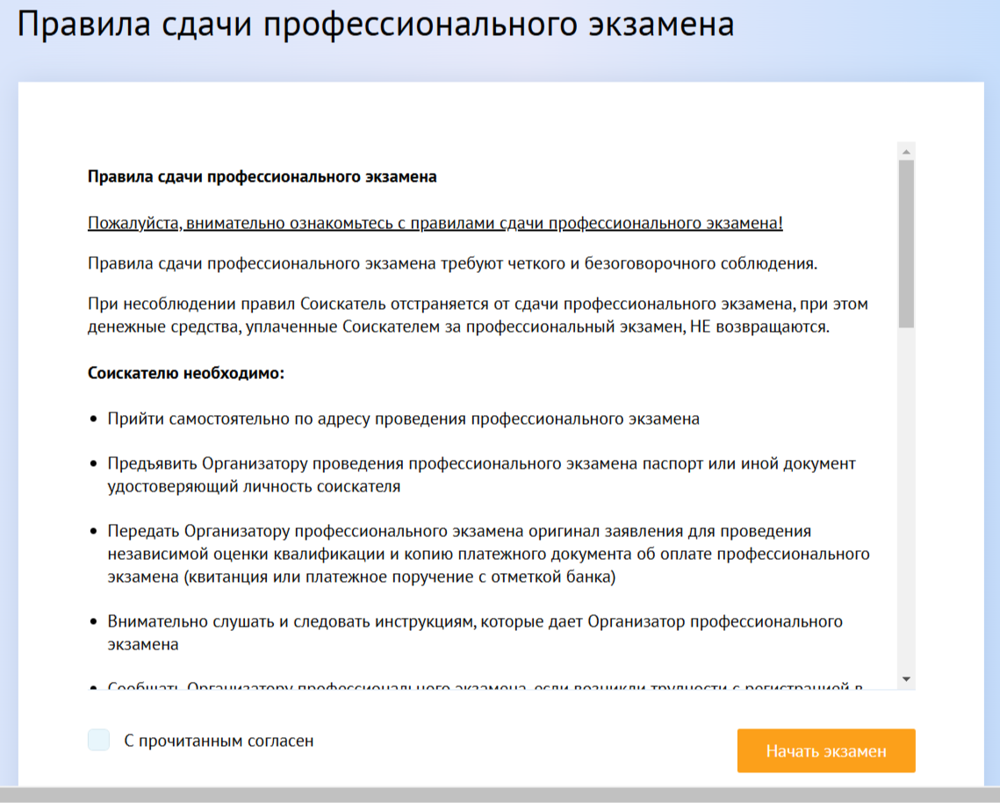 Правила сдачи профессионального экзамена
Правила сдачи профессионального экзамена
Пожалуйста, внимательно ознакомьтесь с правилами сдачи профессионального экзамена!
Правила сдачи профессионального экзамена требуют четкого и безоговорочного соблюдения.
При несоблюдении правил Соискатель отстраняется от сдачи профессионального экзамена, при этом
денежные средства, уплаченные Соискателем за профессиональный экзамен, НЕ возвращаются.
Соискателю необходимо:
• Прийти самостоятельно по адресу проведения профессионального экзамена
• Предъявить Организатору проведения профессионального экзамена паспорт или иной документ
удостоверяющий личность соискателя
• Передать Организатору профессионального экзамена оригинал заявления для проведения
независимой оценки квалификации и копию платежного документа об оплате профессионального
экзамена (квитанция или платежное поручение с отметкой банка)
• Внимательно слушать и следовать инструкциям, которые дает Организатор профессионального
экзамена
• Сообщать Организатору профессионального экзамена, если возникли трудности с регистрацией в
С прочитанным согласен
Начать экзамен